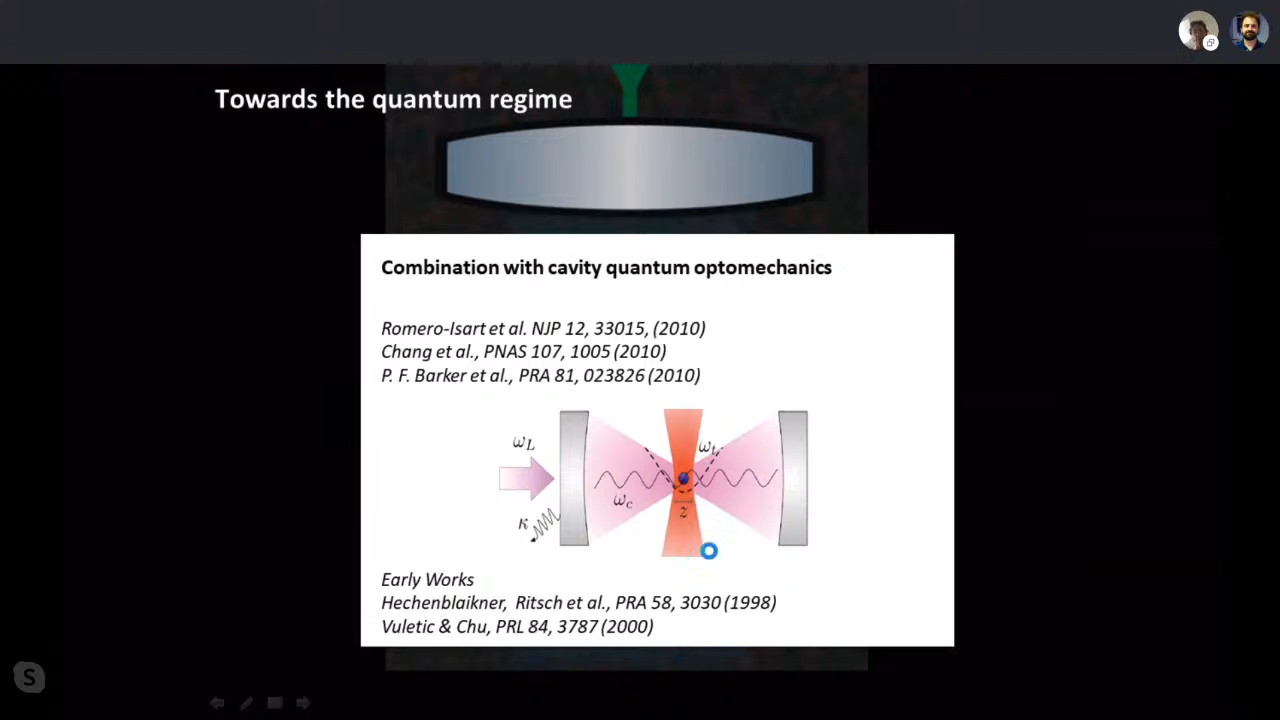 Towards the quantum regime
Combination with cavity quantum optomechanics
Romero-Isart et al. NJP 12, 33015, (2010)
Chang et al., PNAS 107, 1005 (2010)
P. F. Barker et al., PRA 81, 023826 (2010)
ω_L
ω_t
ω_c
z
κ
Early Works
Hechenblaikner, Ritsch et al., PRA 58, 3030 (1998)
Vuletic & Chu, PRL 84, 3787 (2000)
S